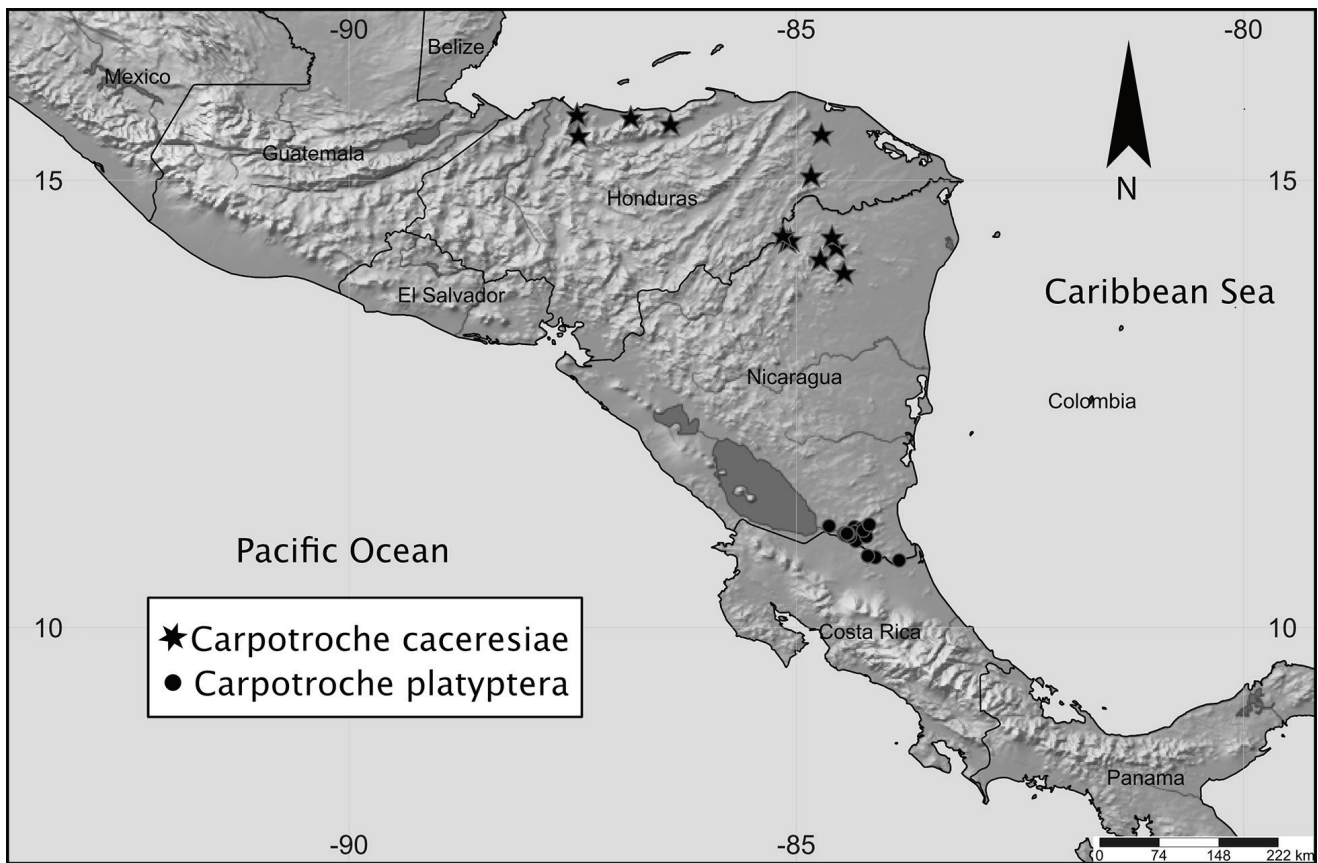 -90
-85
-80
Belize
Mexico
Guatemala
15
Honduras
15
N
El Salvador
Caribbean Sea
Nicaragua
Colombia
Pacific Ocean
Carpotroche caceresiae
Carpotroche platyptera
10
Costa Rica
10
Panama
-90
-85
0 74 148 222 km